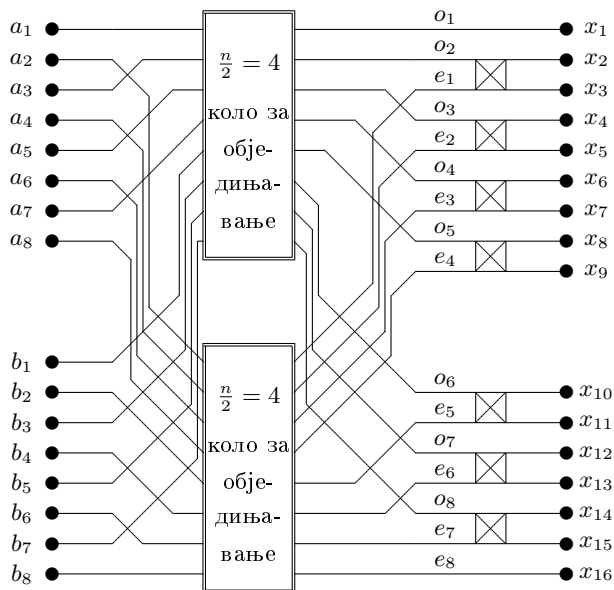 a₁ o₁ x₁
a₂ o₂ x₂
a₃ e₁ x₃
a₄ o₃ x₄
a₅ e₂ x₅
a₆ o₄ x₆
a₇ e₃ x₇
a₈ o₅ x₈
e₄ x₉
n/2 = 4
коло за
обје-
дињa-
вање
b₁
b₂ o₆ x₁₀
b₃ e₅ x₁₁
b₄ o₇ x₁₂
b₅ e₆ x₁₃
b₆ o₈ x₁₄
b₇ e₇ x₁₅
b₈ e₈ x₁₆
n/2 = 4
коло за
обје-
диња-
вање